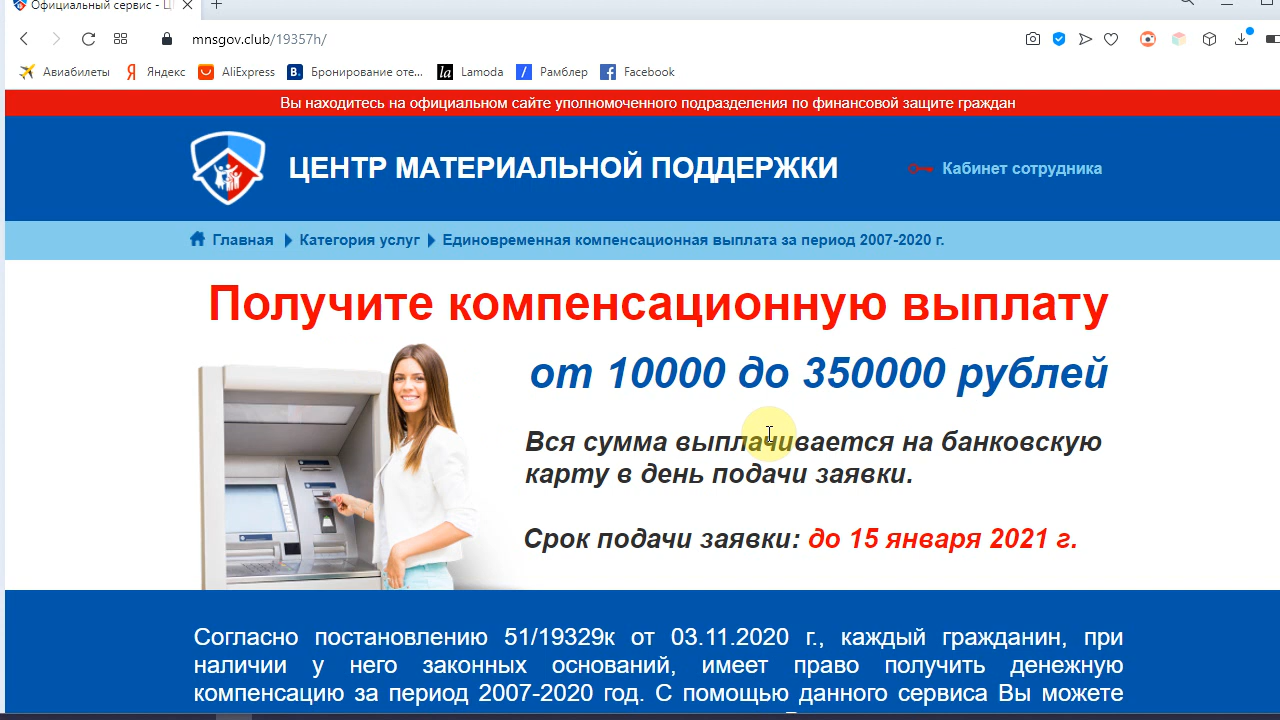 Официальный сервис - Ц
mnsgov.club/19357h/
Авиабилеты Яндекс AliExpress Бронирование оте... Lamoda Рамблер Facebook
Вы находитесь на официальном сайте уполномоченного подразделения по финансовой защите граждан
ЦЕНТР МАТЕРИАЛЬНОЙ ПОДДЕРЖКИ
Кабинет сотрудника
Главная Категория услуг Единовременная компенсационная выплата за период 2007-2020 г.
Получите компенсационную выплату
от 10000 до 350000 рублей
Вся сумма выплачивается на банковскую
карту в день подачи заявки.
Срок подачи заявки: до 15 января 2021 г.
Согласно постановлению 51/19329к от 03.11.2020 г., каждый гражданин, при
наличии у него законных оснований, имеет право получить денежную
компенсацию за период 2007-2020 год. С помощью данного сервиса Вы можете